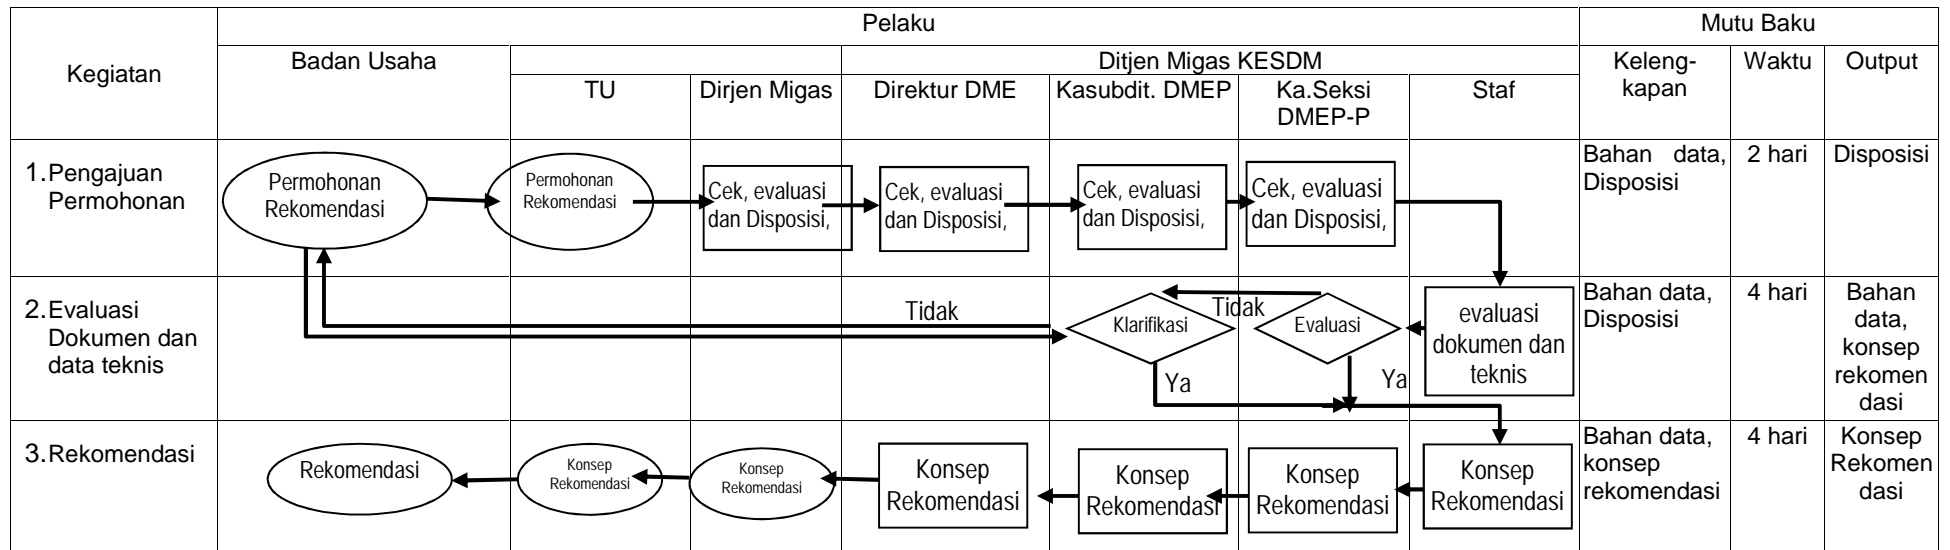 Kegiatan
Pelaku
Mutu Baku
Badan Usaha
Ditjen Migas KESDM
Keleng-
kapan
Waktu
Output
TU
Dirjen Migas
Direktur DME
Kasubdit. DMEP
Ka.Seksi
DMEP-P
Staf
1.Pengajuan
Permohonan
Permohonan
Rekomendasi
Permohonan
Rekomendasi
Cek, evaluasi
dan Disposisi,
Cek, evaluasi
dan Disposisi,
Cek, evaluasi
dan Disposisi,
Cek, evaluasi
dan Disposisi,
Bahan data,
Disposisi
2 hari
Disposisi
2.Evaluasi
Dokumen dan
data teknis
Tidak
Klarifikasi
Ya
Tidak
Evaluasi
Ya
evaluasi
dokumen dan
teknis
Bahan data,
Disposisi
4 hari
Bahan
data,
konsep
rekomen
dasi
3.Rekomendasi
Rekomendasi
Konsep
Rekomendasi
Konsep
Rekomendasi
Konsep
Rekomendasi
Konsep
Rekomendasi
Konsep
Rekomendasi
Konsep
Rekomendasi
Bahan data,
konsep
rekomendasi
4 hari
Konsep
Rekomen
dasi